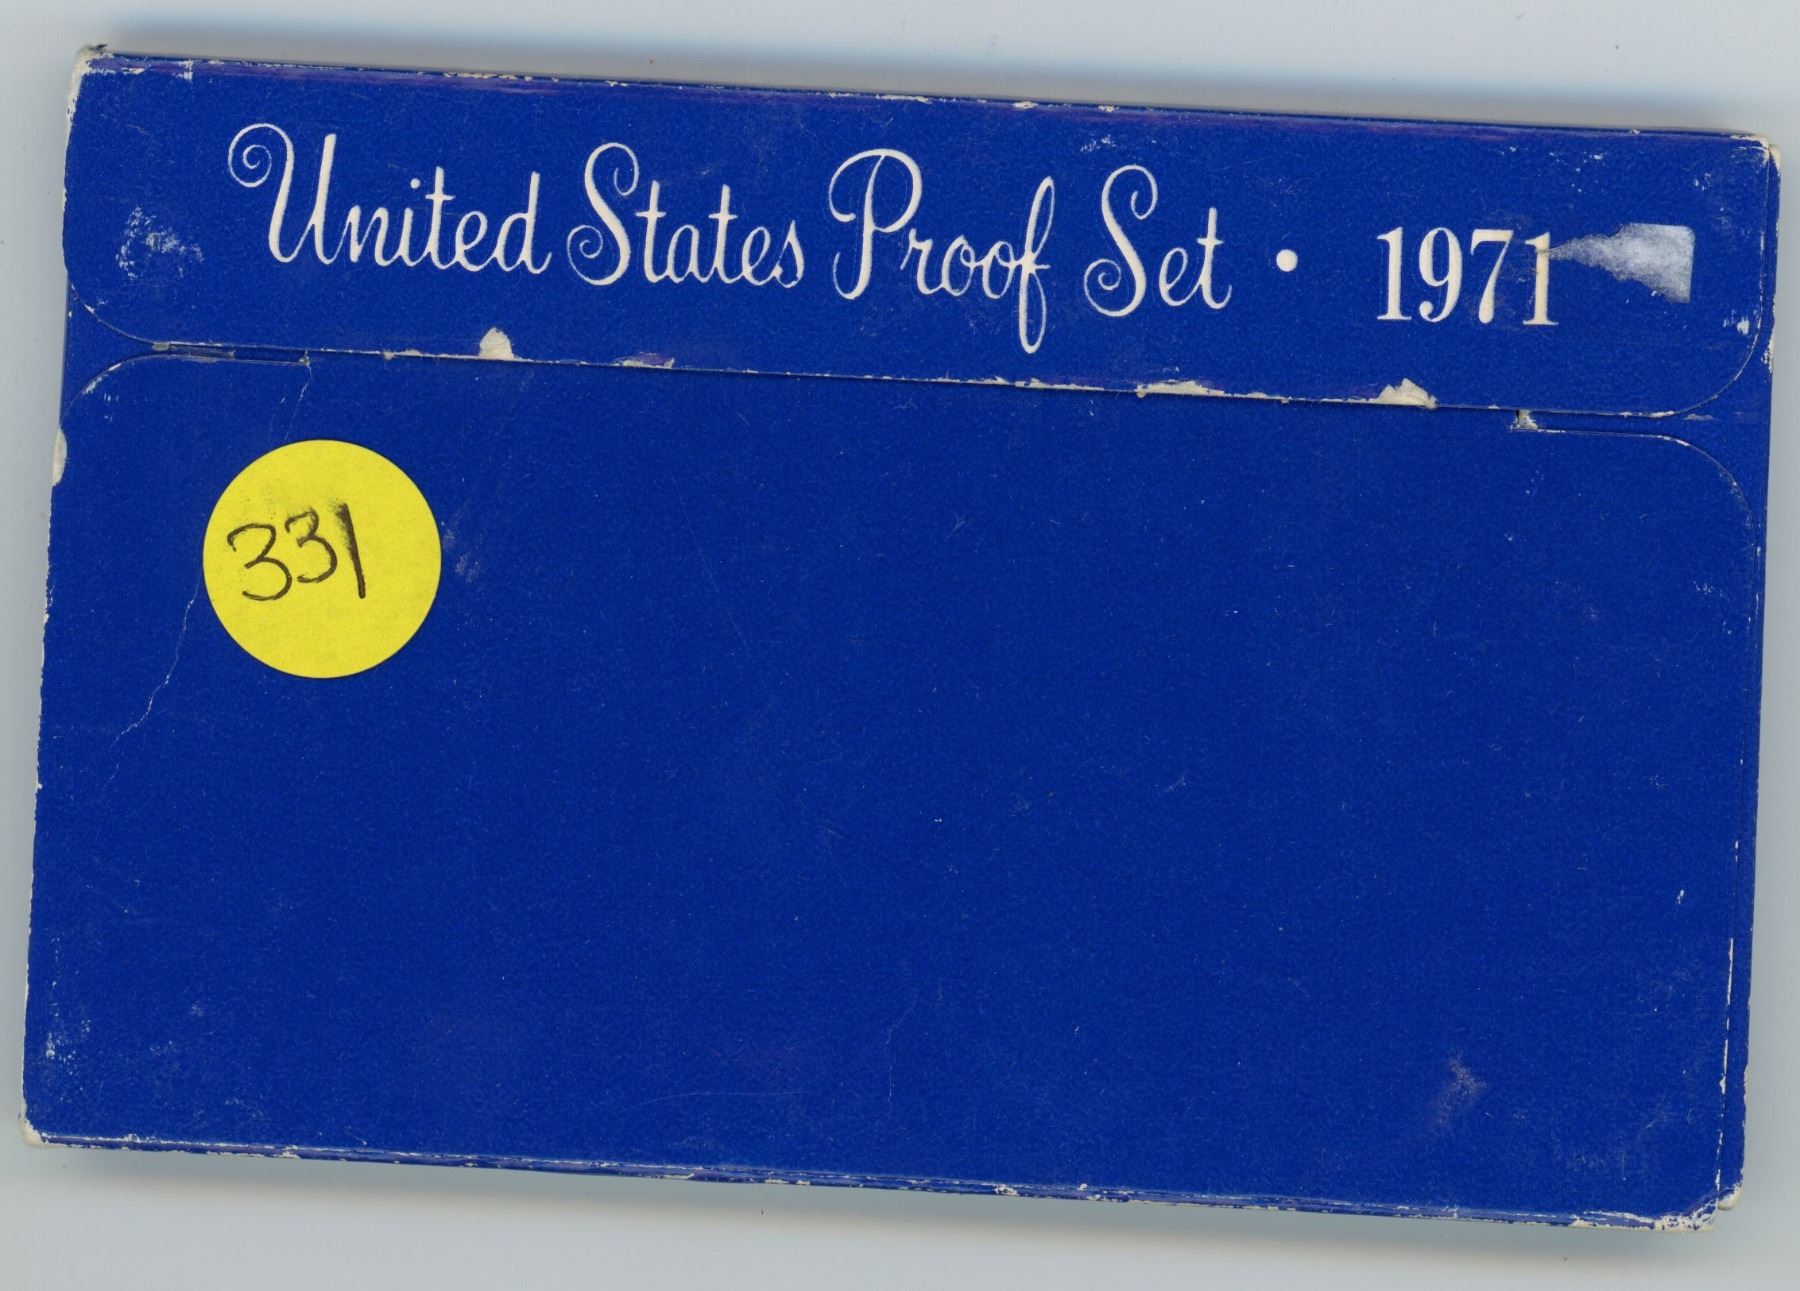 United States Proof Set • 1971
331